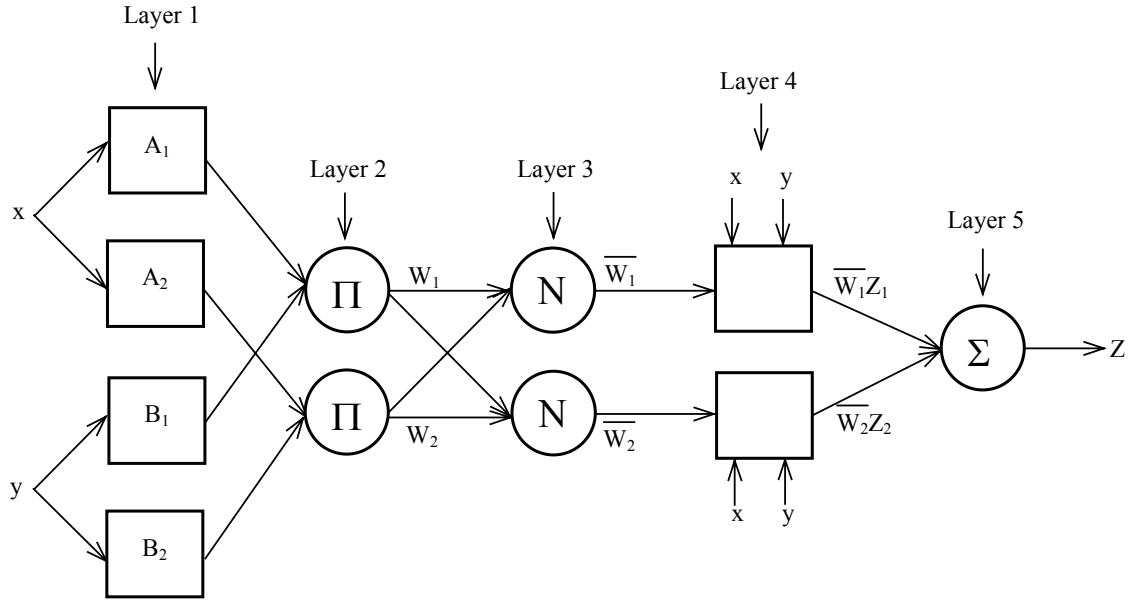 Layer 1
Layer 4
A₁
Layer 2
Layer 3
x y
x
Layer 5
A₂
W₁
W̅₁
W̅₁Z₁
Π
N
Σ
Z
B₁
Π
N
W₂
W̅₂
W̅₂Z₂
y
x y
B₂